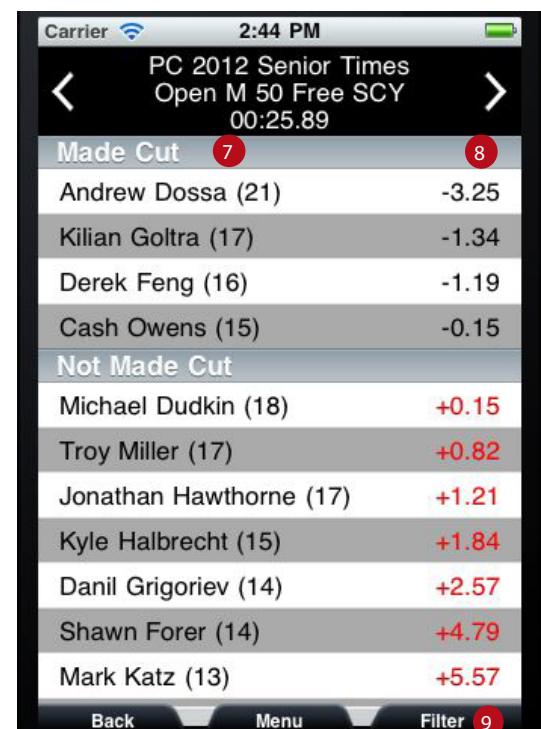 Carrier 2:44 PM
PC 2012 Senior Times
Open M 50 Free SCY
00:25.89
Made Cut 7 8
Andrew Dossa (21) -3.25
Kilian Goltra (17) -1.34
Derek Feng (16) -1.19
Cash Owens (15) -0.15
Not Made Cut
Michael Dudkin (18) +0.15
Troy Miller (17) +0.82
Jonathan Hawthorne (17) +1.21
Kyle Halbrecht (15) +1.84
Danil Grigoriev (14) +2.57
Shawn Forer (14) +4.79
Mark Katz (13) +5.57
Back Menu Filter 9